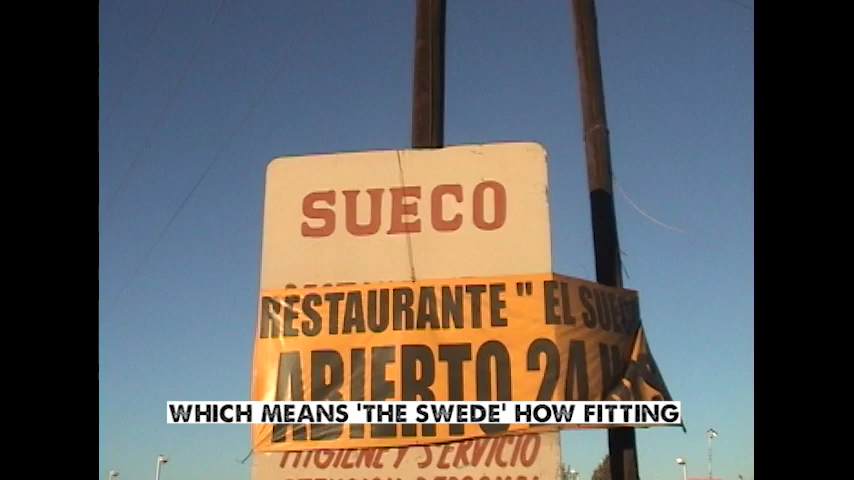 SUECO
RESTAURANTE " EL SUECO
ABIERTO 24
WHICH MEANS 'THE SWEDE' HOW FITTING
HIGIENE Y SERVICIO